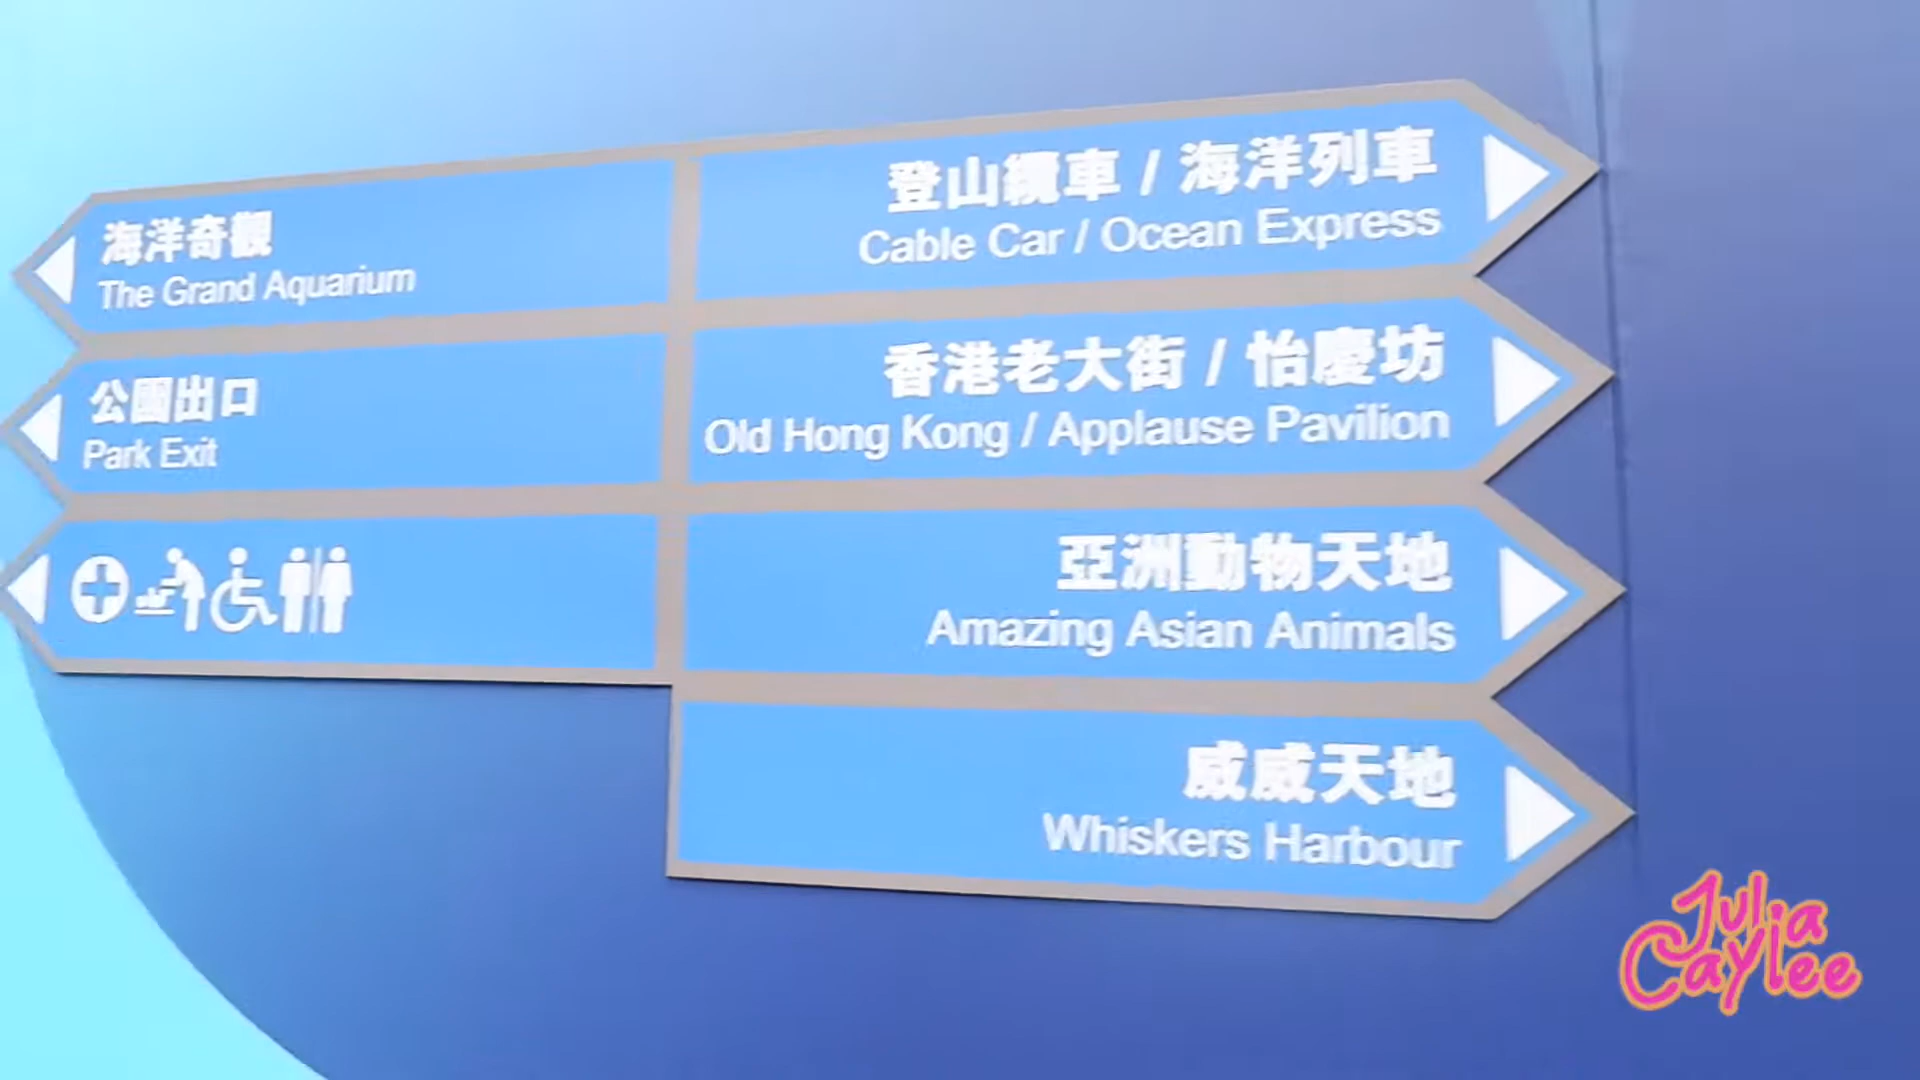 海洋奇觀
The Grand Aquarium
公園出口
Park Exit
登山纜車 / 海洋列車
Cable Car / Ocean Express
香港老大街 / 怡慶坊
Old Hong Kong / Applause Pavilion
亞洲動物天地
Amazing Asian Animals
威威天地
Whiskers Harbour
Julia
Caylee